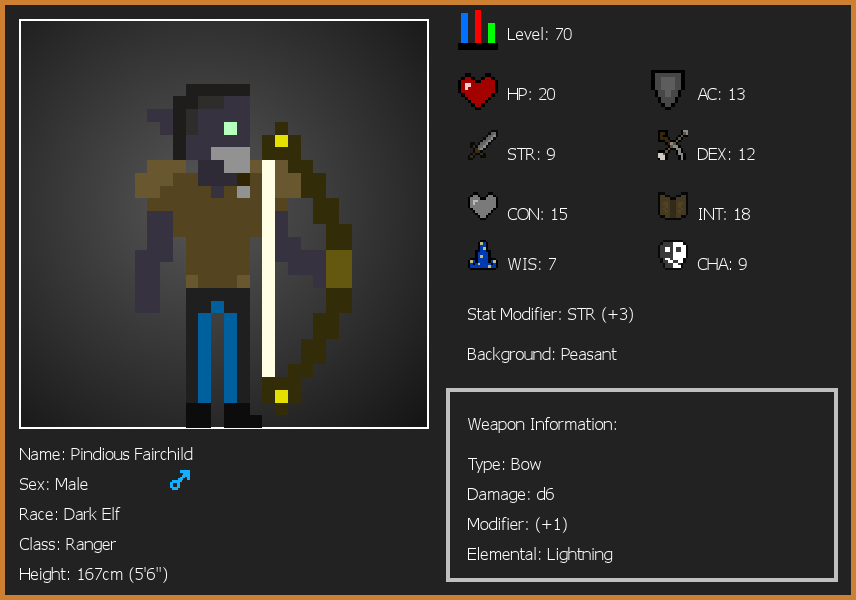 Level: 70
HP: 20
AC: 13
STR: 9
DEX: 12
CON: 15
INT: 18
WIS: 7
CHA: 9
Stat Modifier: STR (+3)
Background: Peasant
Weapon Information:
Type: Bow
Damage: d6
Modifier: (+1)
Elemental: Lightning
Name: Pindious Fairchild
Sex: Male
Race: Dark Elf
Class: Ranger
Height: 167cm (5'6")